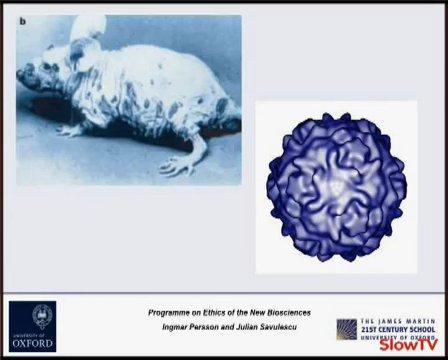 b
Programme on Ethics of the New Biosciences
Ingmar Persson and Julian Savulescu
UNIVERSITY OF
OXFORD
THE JAMES MARTIN
21ST CENTURY SCHOOL
UNIVERSITY OF OXFORD
SlowTV